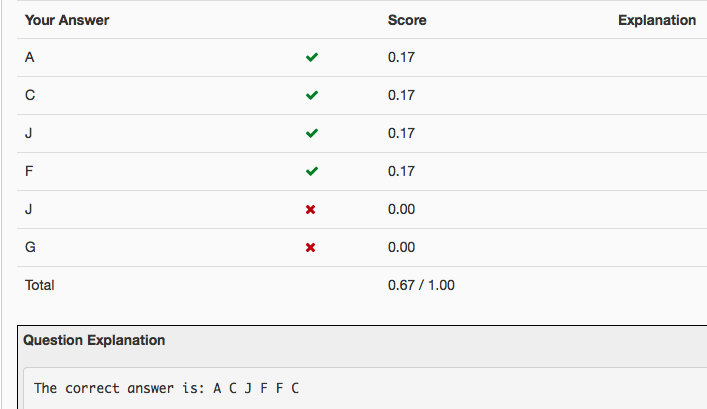 Your Answer Score Explanation
A 0.17
C 0.17
J 0.17
F 0.17
J 0.00
G 0.00
Total 0.67 / 1.00
Question Explanation
The correct answer is: A C J F F C